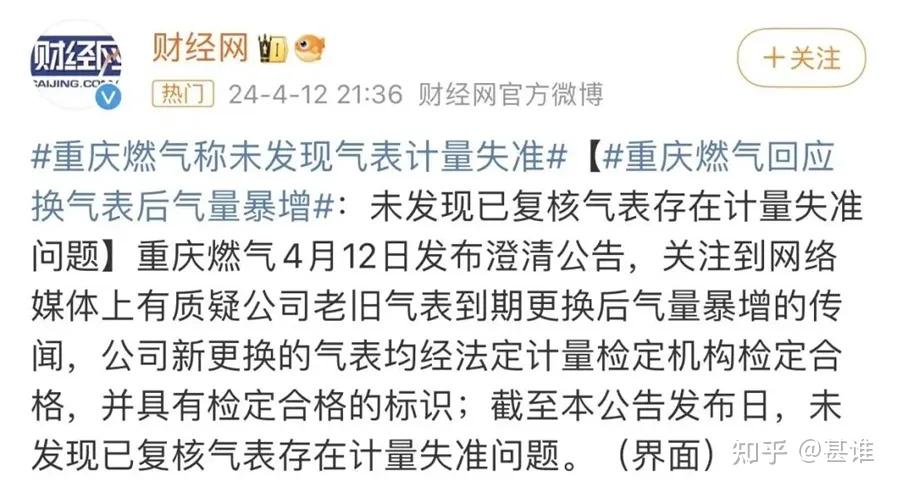 财经网
财经网
CAIJING.COM
+关注
热门 24-4-12 21:36 财经网官方微博
#重庆燃气称未发现气表计量失准#【#重庆燃气回应
换气表后气量暴增#：未发现已复核气表存在计量失准
问题】重庆燃气4月12日发布澄清公告，关注到网络
媒体上有质疑公司老旧气表到期更换后气量暴增的传
闻，公司新更换的气表均经法定计量检定机构检定合
格，并具有检定合格的标识；截至本公告发布日，未
发现已复核气表存在计量失准问题。（界面）
知乎 @甚谁